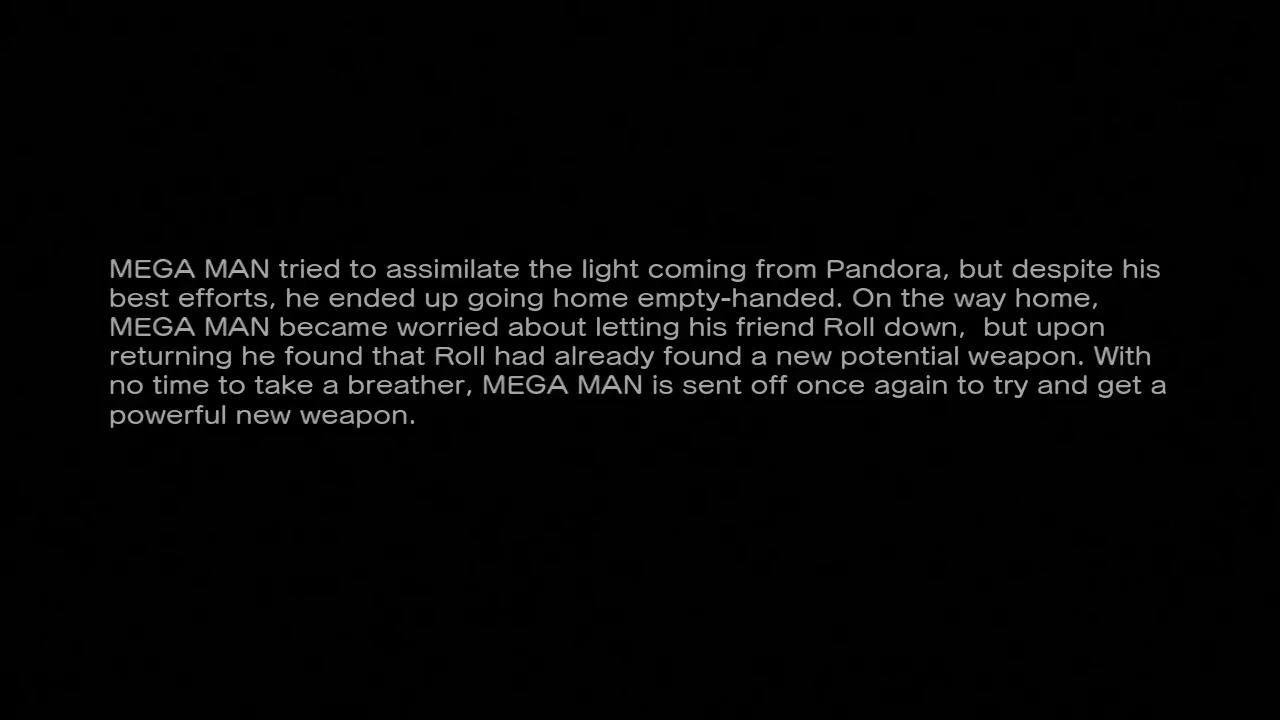 MEGA MAN tried to assimilate the light coming from Pandora, but despite his
best efforts, he ended up going home empty-handed. On the way home,
MEGA MAN became worried about letting his friend Roll down,  but upon
returning he found that Roll had already found a new potential weapon. With
no time to take a breather, MEGA MAN is sent off once again to try and get a
powerful new weapon.